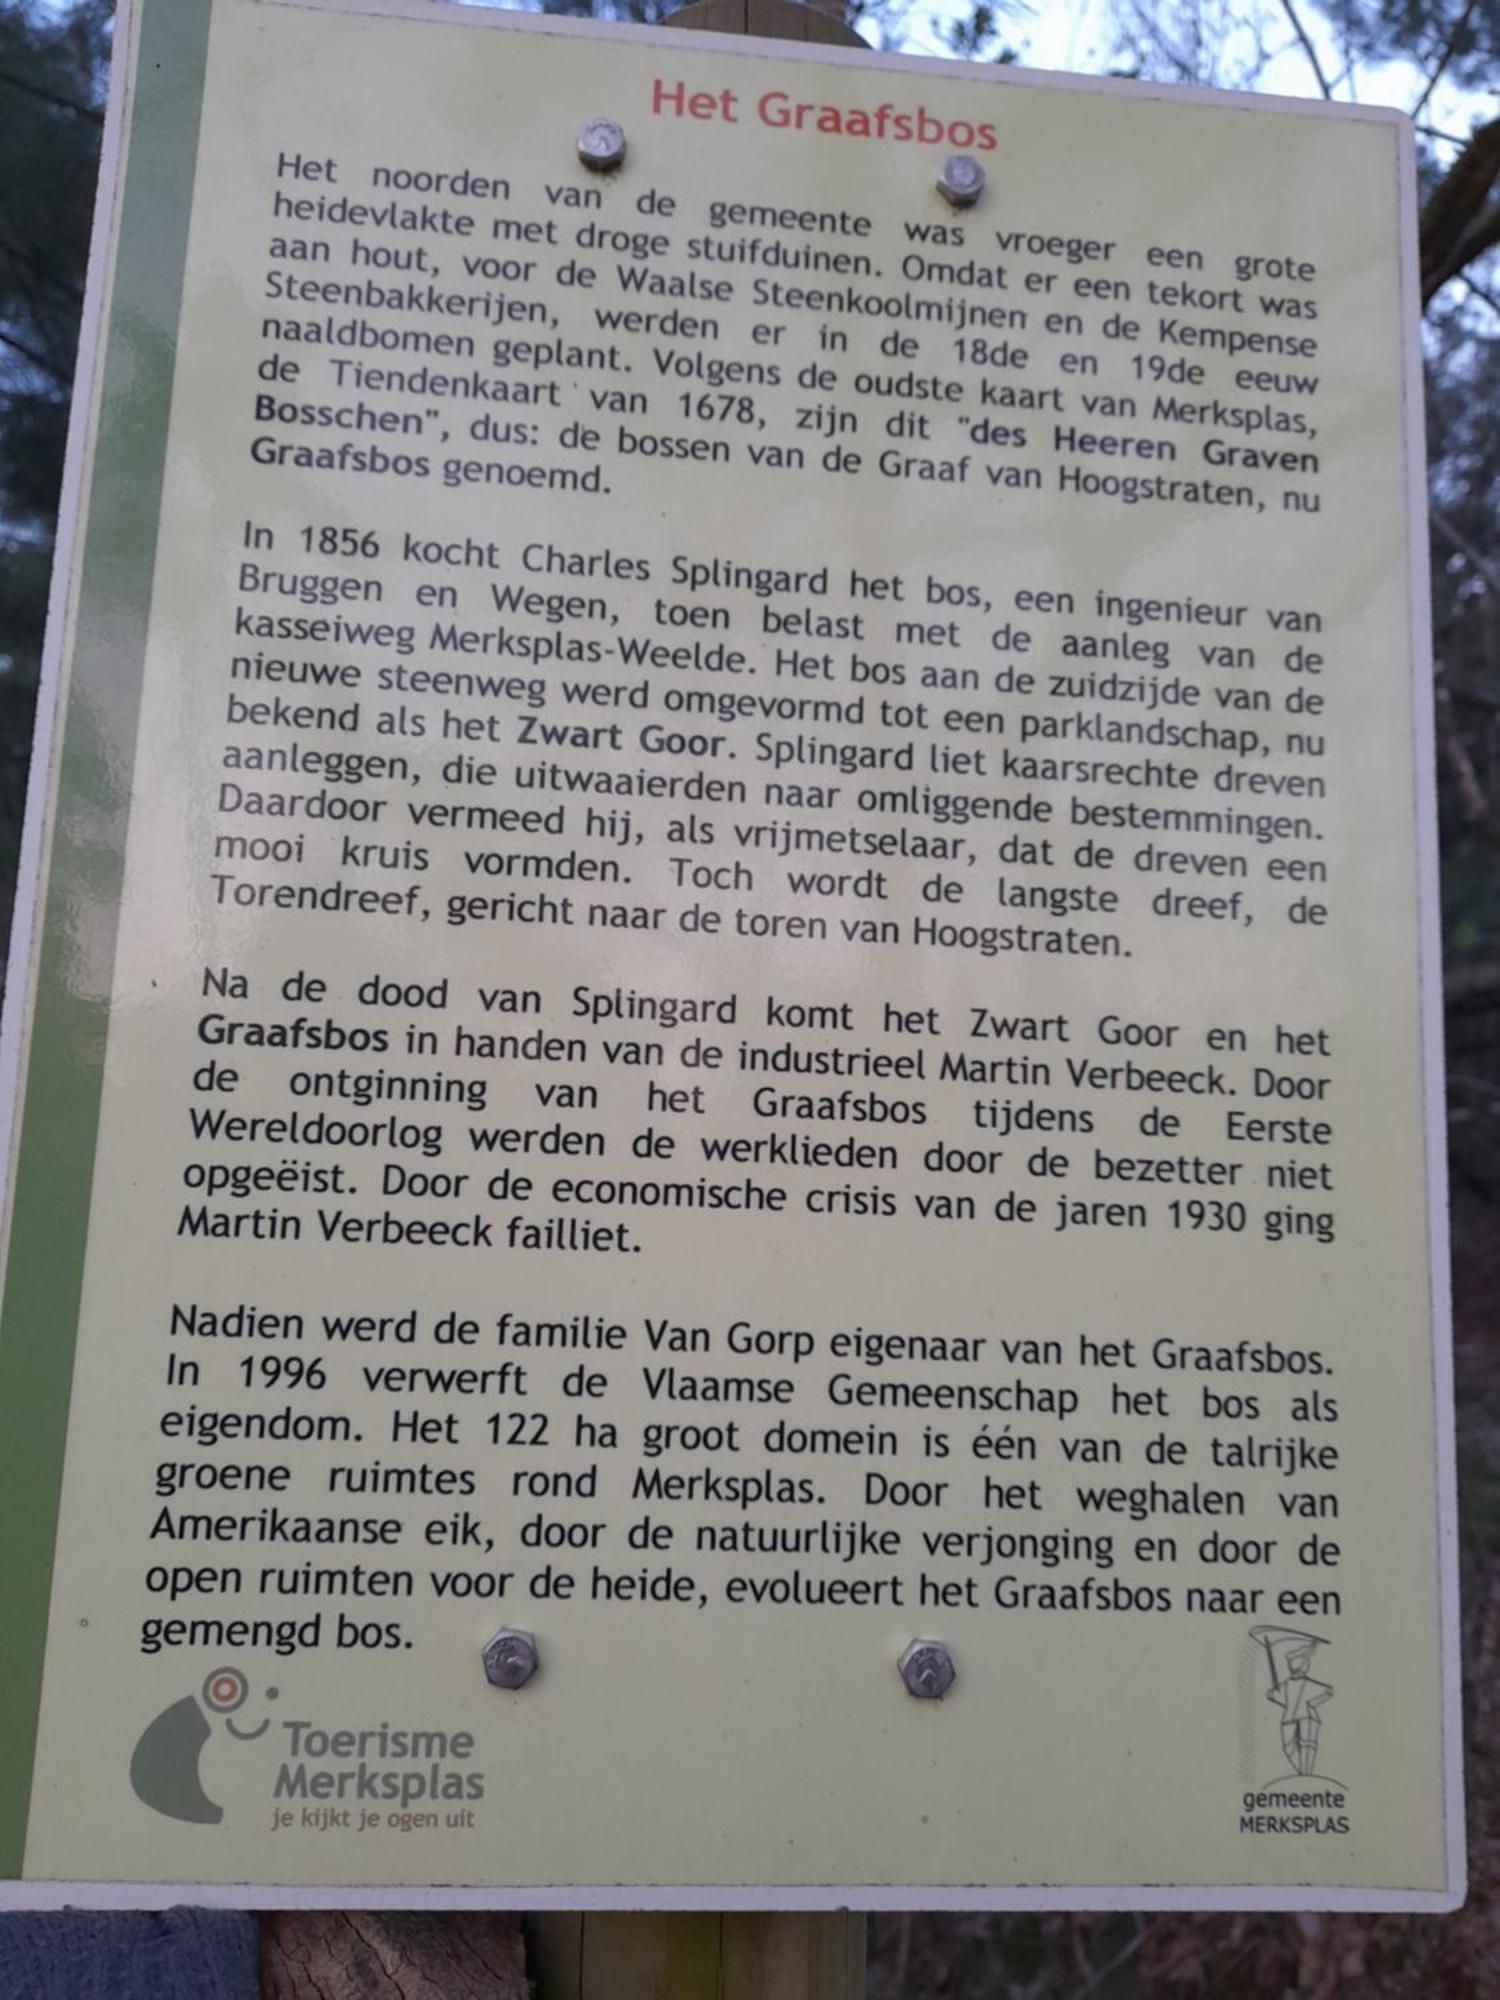 Het Graafsbos
Het noorden van de gemeente was vroeger een grote
heidevlakte met droge stuifduinen. Omdat er een tekort was
aan hout, voor de Waalse Steenkoolmijnen en de Kempense
Steenbakkerijen, werden er in de 18de en 19de eeuw
naaldbomen geplant. Volgens de oudste kaart van Merksplas,
de Tiendenkaart van 1678, zijn dit "des Heeren Graven
Bosschen", dus: de bossen van de Graaf van Hoogstraten, nu
Graafsbos genoemd.
In 1856 kocht Charles Splingard het bos, een ingenieur van
Bruggen en Wegen, toen belast met de aanleg van de
kasseiweg Merksplas-Weelde. Het bos aan de zuidzijde van de
nieuwe steenweg werd omgevormd tot een parklandschap, nu
bekend als het Zwart Goor. Splingard liet kaarsrechte dreven
aanleggen, die uitwaaierden naar omliggende bestemmingen.
Daardoor vermeed hij, als vrijmetselaar, dat de dreven een
mooi kruis vormden. Toch wordt de langste dreef, de
Torendreef, gericht naar de toren van Hoogstraten.
Na de dood van Splingard komt het Zwart Goor en het
Graafsbos in handen van de industrieel Martin Verbeeck. Door
de ontginning van het Graafsbos tijdens de Eerste
Wereldoorlog werden de werklieden door de bezetter niet
opgeëist. Door de economische crisis van de jaren 1930 ging
Martin Verbeeck failliet.
Nadien werd de familie Van Gorp eigenaar van het Graafsbos.
In 1996 verwerft de Vlaamse Gemeenschap het bos als
eigendom. Het 122 ha groot domein is één van de talrijke
groene ruimtes rond Merksplas. Door het weghalen van
Amerikaanse eik, door de natuurlijke verjonging en door de
open ruimten voor de heide, evolueert het Graafsbos naar een
gemengd bos.
Toerisme
Merksplas
je kijkt je ogen uit
gemeente
MERKSPLAS